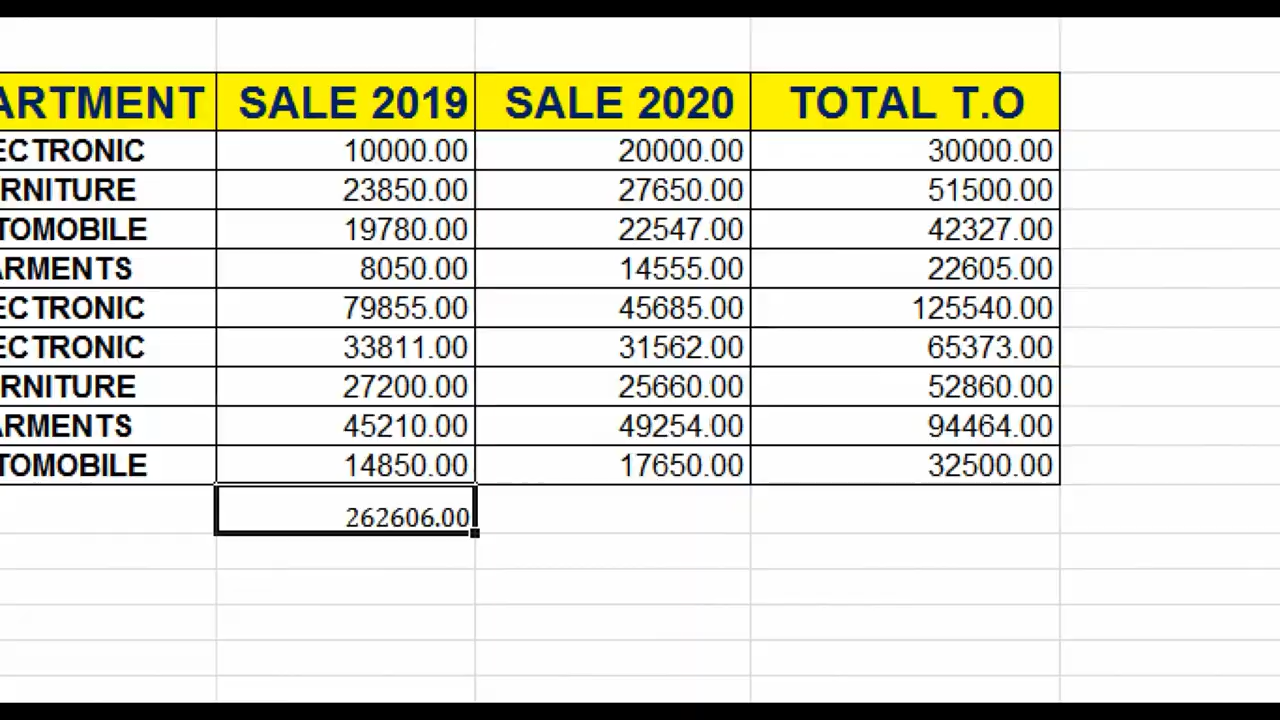 ARTMENT SALE 2019 SALE 2020 TOTAL T.O
ECTRONIC 10000.00 20000.00 30000.00
RNITURE 23850.00 27650.00 51500.00
TOMOBILE 19780.00 22547.00 42327.00
ARMENTS 8050.00 14555.00 22605.00
ECTRONIC 79855.00 45685.00 125540.00
ECTRONIC 33811.00 31562.00 65373.00
RNITURE 27200.00 25660.00 52860.00
ARMENTS 45210.00 49254.00 94464.00
TOMOBILE 14850.00 17650.00 32500.00
262606.00